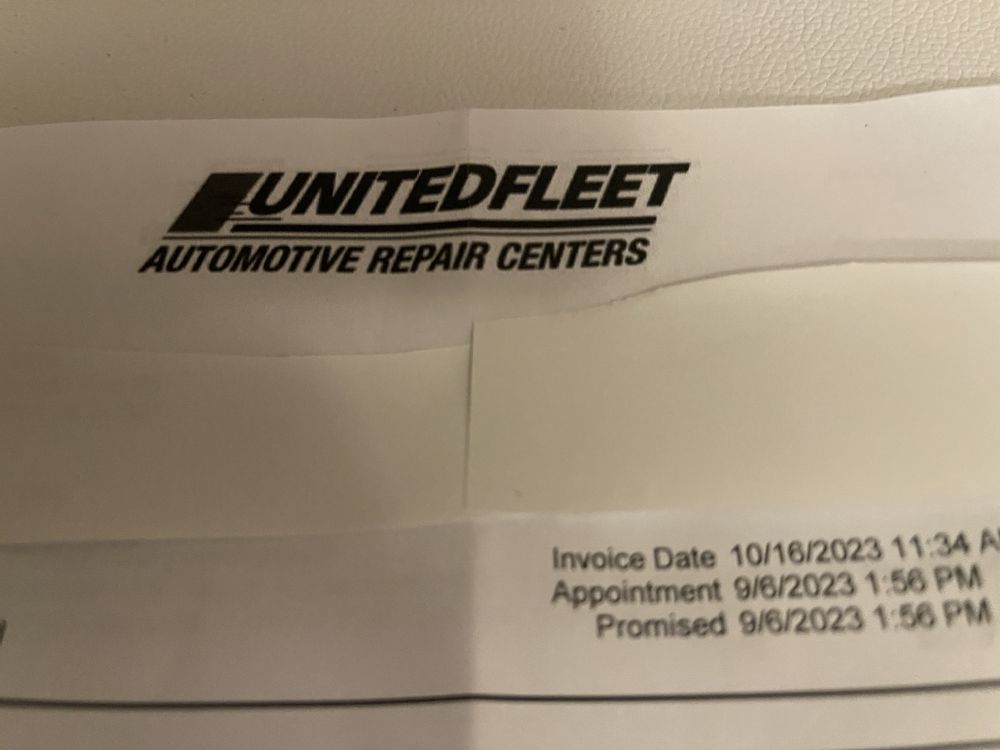 UNITEDFLEET
AUTOMOTIVE REPAIR CENTERS
Invoice Date 10/16/2023 11:34 A
Appointment 9/6/2023 1:56 PM
Promised 9/6/2023 1:56 PM